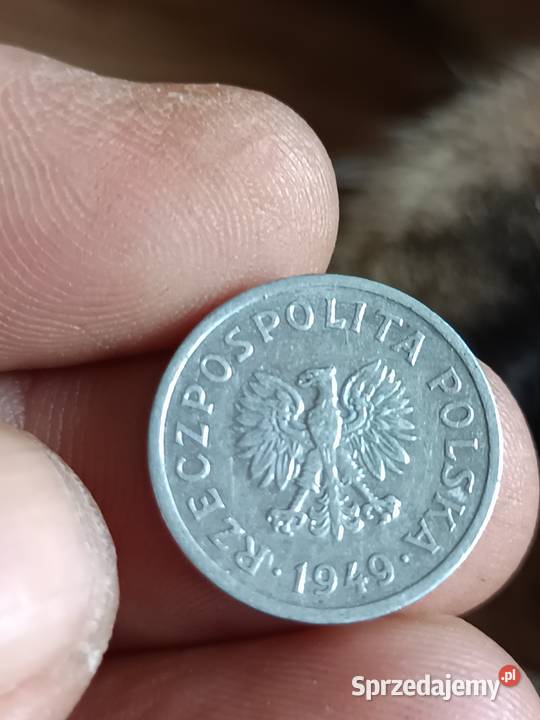 RZECZPOSPOLITA POLSKA
· 1949 ·
Sprzedajemy.pl